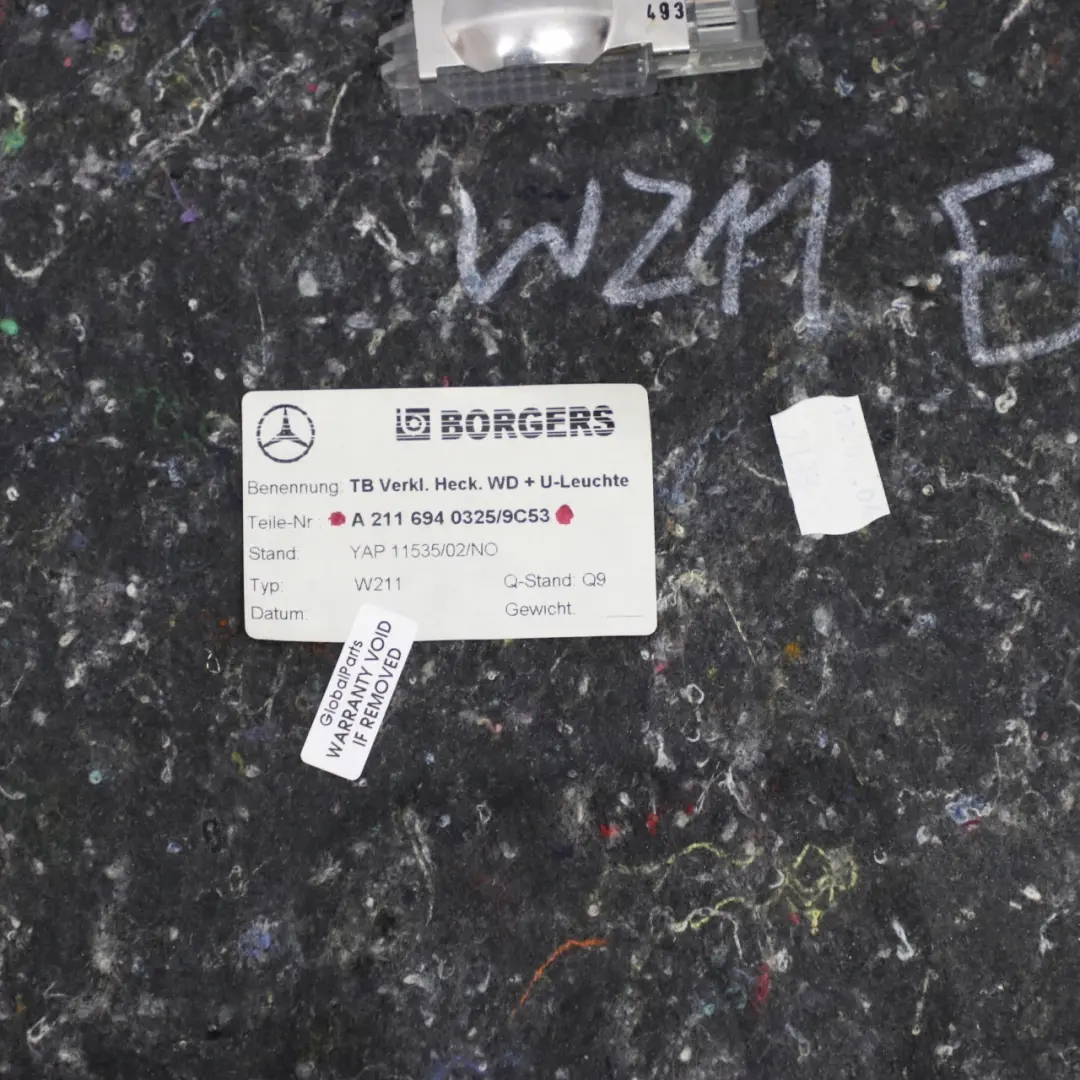 493
W211 E
BORGERS
Benennung: TB Verkl. Heck. WD + U-Leuchte
Teile-Nr : A 211 694 0325/9C53
Stand: YAP 11535/02/NO
Typ: W211 Q-Stand: Q9
Datum: Gewicht.
GlobalParts
WARRANTY VOID
IF REMOVED